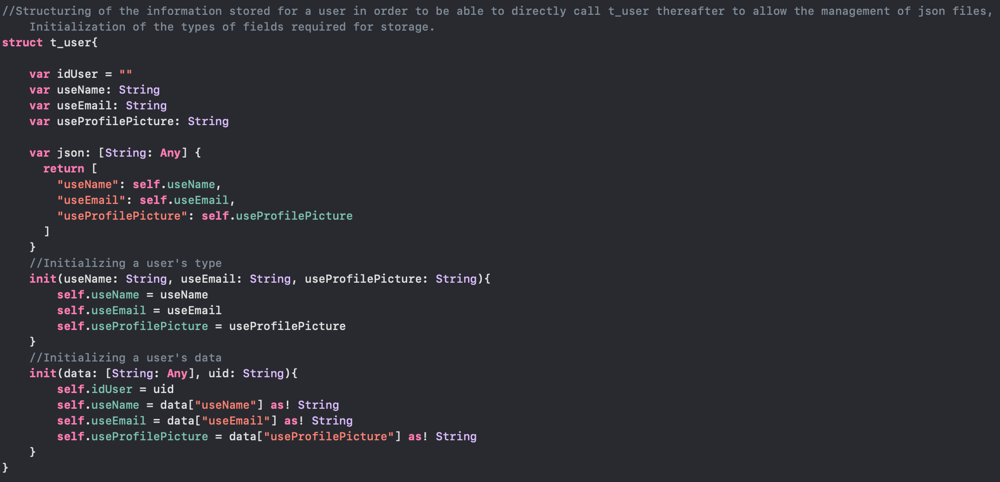 //Structuring of the information stored for a user in order to be able to directly call t_user thereafter to allow the management of json files,
    Initialization of the types of fields required for storage.
struct t_user{

    var idUser = ""
    var useName: String
    var useEmail: String
    var useProfilePicture: String

    var json: [String: Any] {
      return [
        "useName": self.useName,
        "useEmail": self.useEmail,
        "useProfilePicture": self.useProfilePicture
      ]
    }
    //Initializing a user's type
    init(useName: String, useEmail: String, useProfilePicture: String){
        self.useName = useName
        self.useEmail = useEmail
        self.useProfilePicture = useProfilePicture
    }
    //Initializing a user's data
    init(data: [String: Any], uid: String){
        self.idUser = uid
        self.useName = data["useName"] as! String
        self.useEmail = data["useEmail"] as! String
        self.useProfilePicture = data["useProfilePicture"] as! String
    }
}